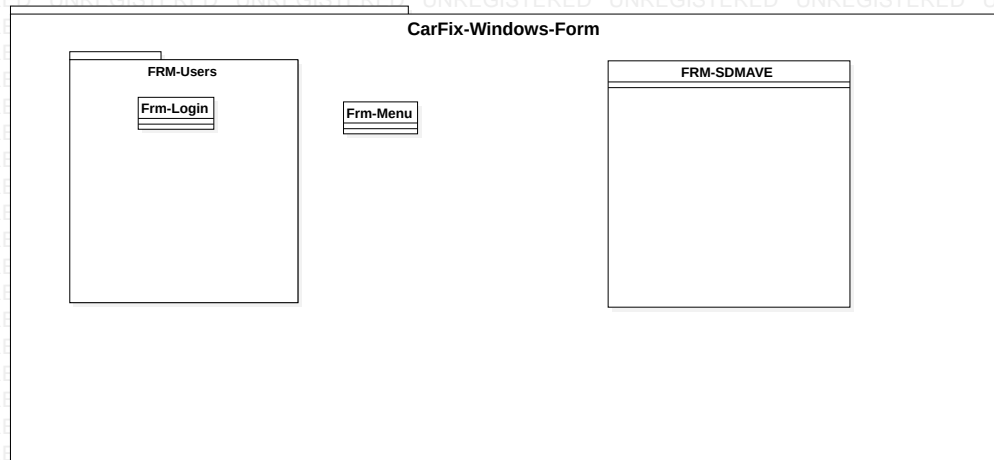 UNREGISTERED UNREGISTERED UNREGISTERED UNREGISTERED UNREGISTERED
CarFix-Windows-Form
FRM-Users
FRM-SDMAVE
Frm-Login
Frm-Menu